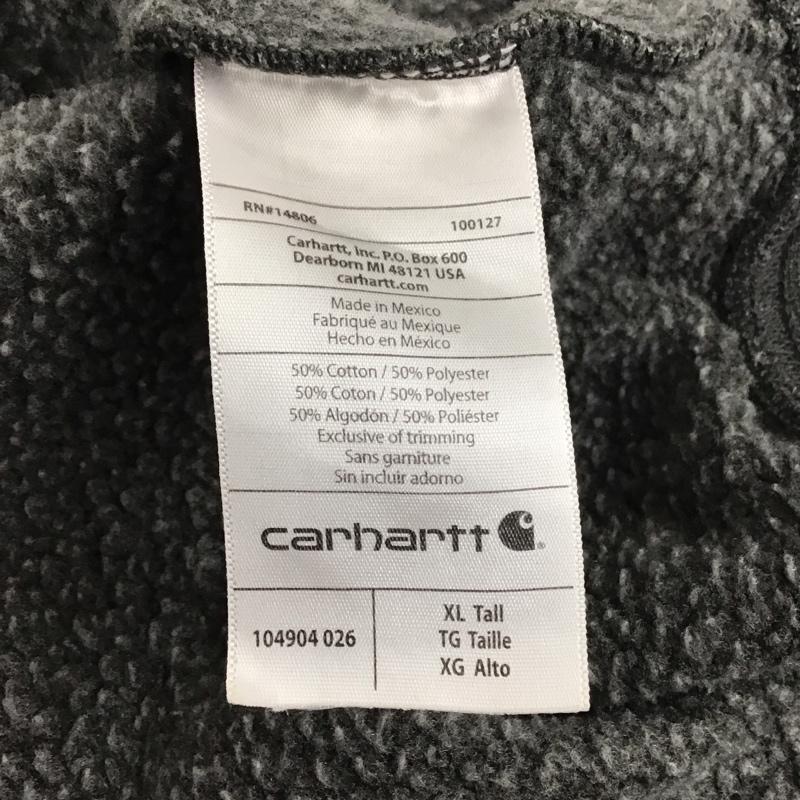 RN#14806 100127
Carhartt, Inc. P.O. Box 600
Dearborn MI 48121 USA
carhartt.com
Made in Mexico
Fabriqué au Mexique
Hecho en México
50% Cotton / 50% Polyester
50% Coton / 50% Polyester
50% Algodón / 50% Poliéster
Exclusive of trimming
Sans garniture
Sin incluir adorno
carhartt
104904 026
XL Tall
TG Taille
XG Alto